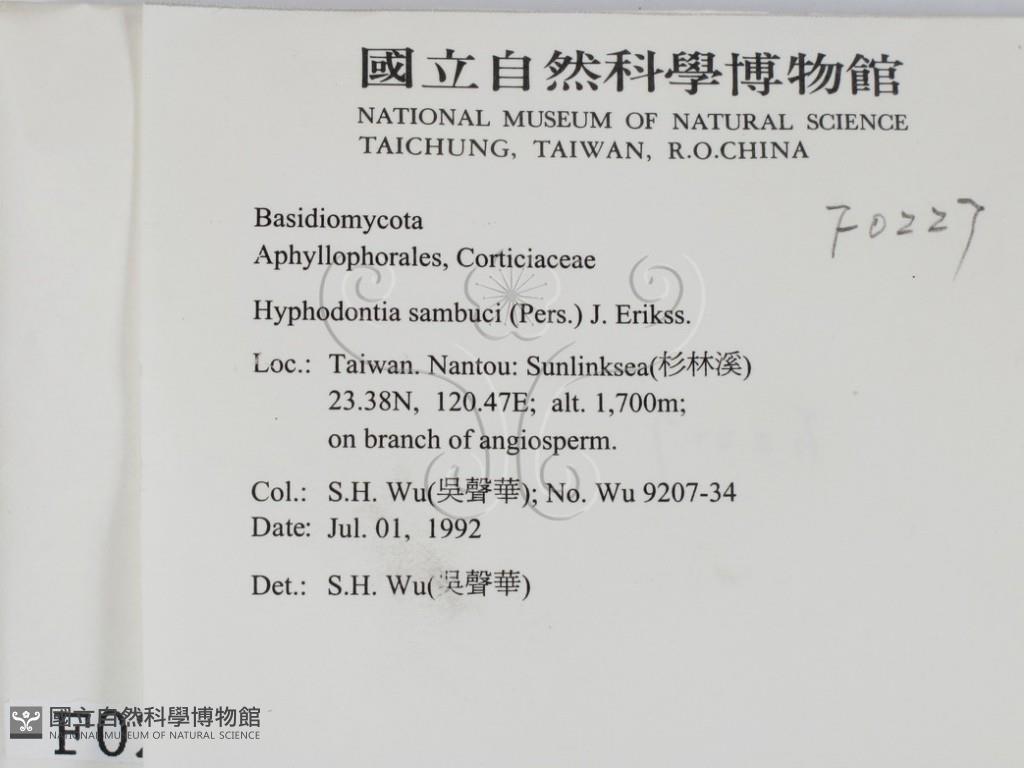 國立自然科學博物館
NATIONAL MUSEUM OF NATURAL SCIENCE
TAICHUNG, TAIWAN, R.O.CHINA
F0227
Basidiomycota
Aphyllophorales, Corticiaceae
Hyphodontia sambuci (Pers.) J. Erikss.
Loc.: Taiwan. Nantou: Sunlinksea(杉林溪)
23.38N, 120.47E; alt. 1,700m;
on branch of angiosperm.
Col.: S.H. Wu(吳聲華); No. Wu 9207-34
Date: Jul. 01, 1992
Det.: S.H. Wu(吳聲華)
國立自然科學博物館
NATIONAL MUSEUM OF NATURAL SCIENCE